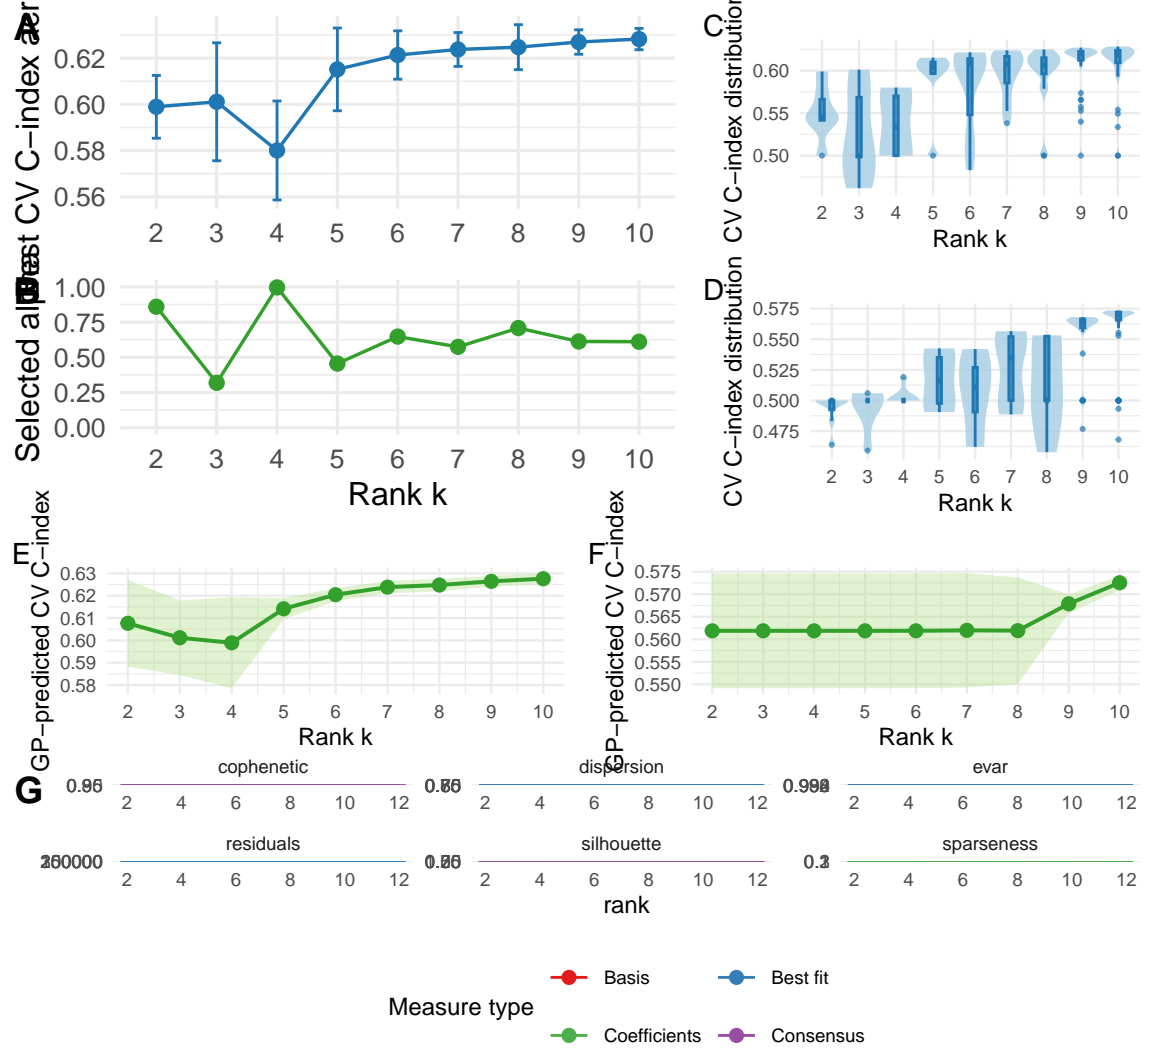 A
Best CV C−index
0.62
0.60
0.58
0.56
2 3 4 5 6 7 8 9 10
C
CV C−index distribution
0.60
0.55
0.50
2 3 4 5 6 7 8 9 10
Rank k
B
Selected
1.00
0.75
0.50
0.25
0.00
2 3 4 5 6 7 8 9 10
Rank k
D
CV C−index distribution
0.575
0.550
0.525
0.500
0.475
2 3 4 5 6 7 8 9 10
Rank k
E
GP−predicted CV C−index
0.63
0.62
0.61
0.60
0.59
0.58
2 3 4 5 6 7 8 9 10
Rank k
F
GP−predicted CV C−index
0.575
0.570
0.565
0.560
0.555
0.550
2 3 4 5 6 7 8 9 10
Rank k
G
cophenetic
2 4 6 8 10 12
dispersion
2 4 6 8 10 12
evar
2 4 6 8 10 12
residuals
2 4 6 8 10 12
silhouette
2 4 6 8 10 12
sparseness
2 4 6 8 10 12
rank
Measure type
Basis
Best fit
Coefficients
Consensus